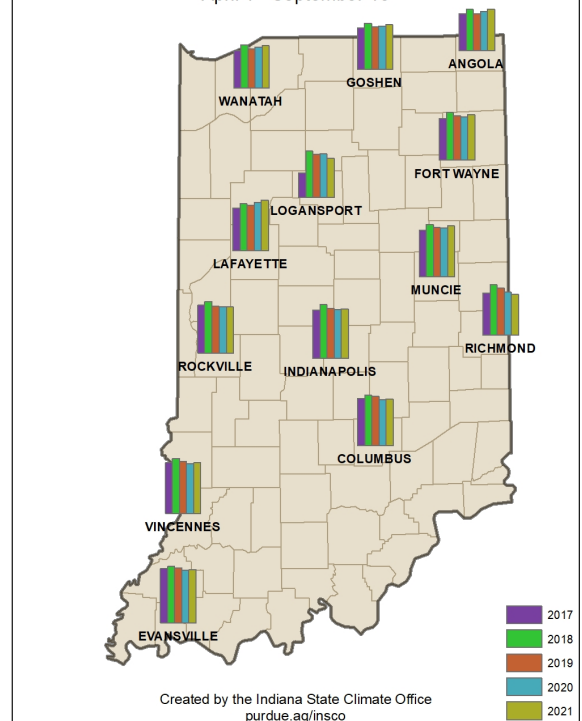 ANGOLA
GOSHEN
WANATAH
FORT WAYNE
LOGANSPORT
LAFAYETTE
MUNCIE
RICHMOND
ROCKVILLE
INDIANAPOLIS
COLUMBUS
VINCENNES
EVANSVILLE
2017
2018
2019
2020
2021
Created by the Indiana State Climate Office
purdue.ag/insco